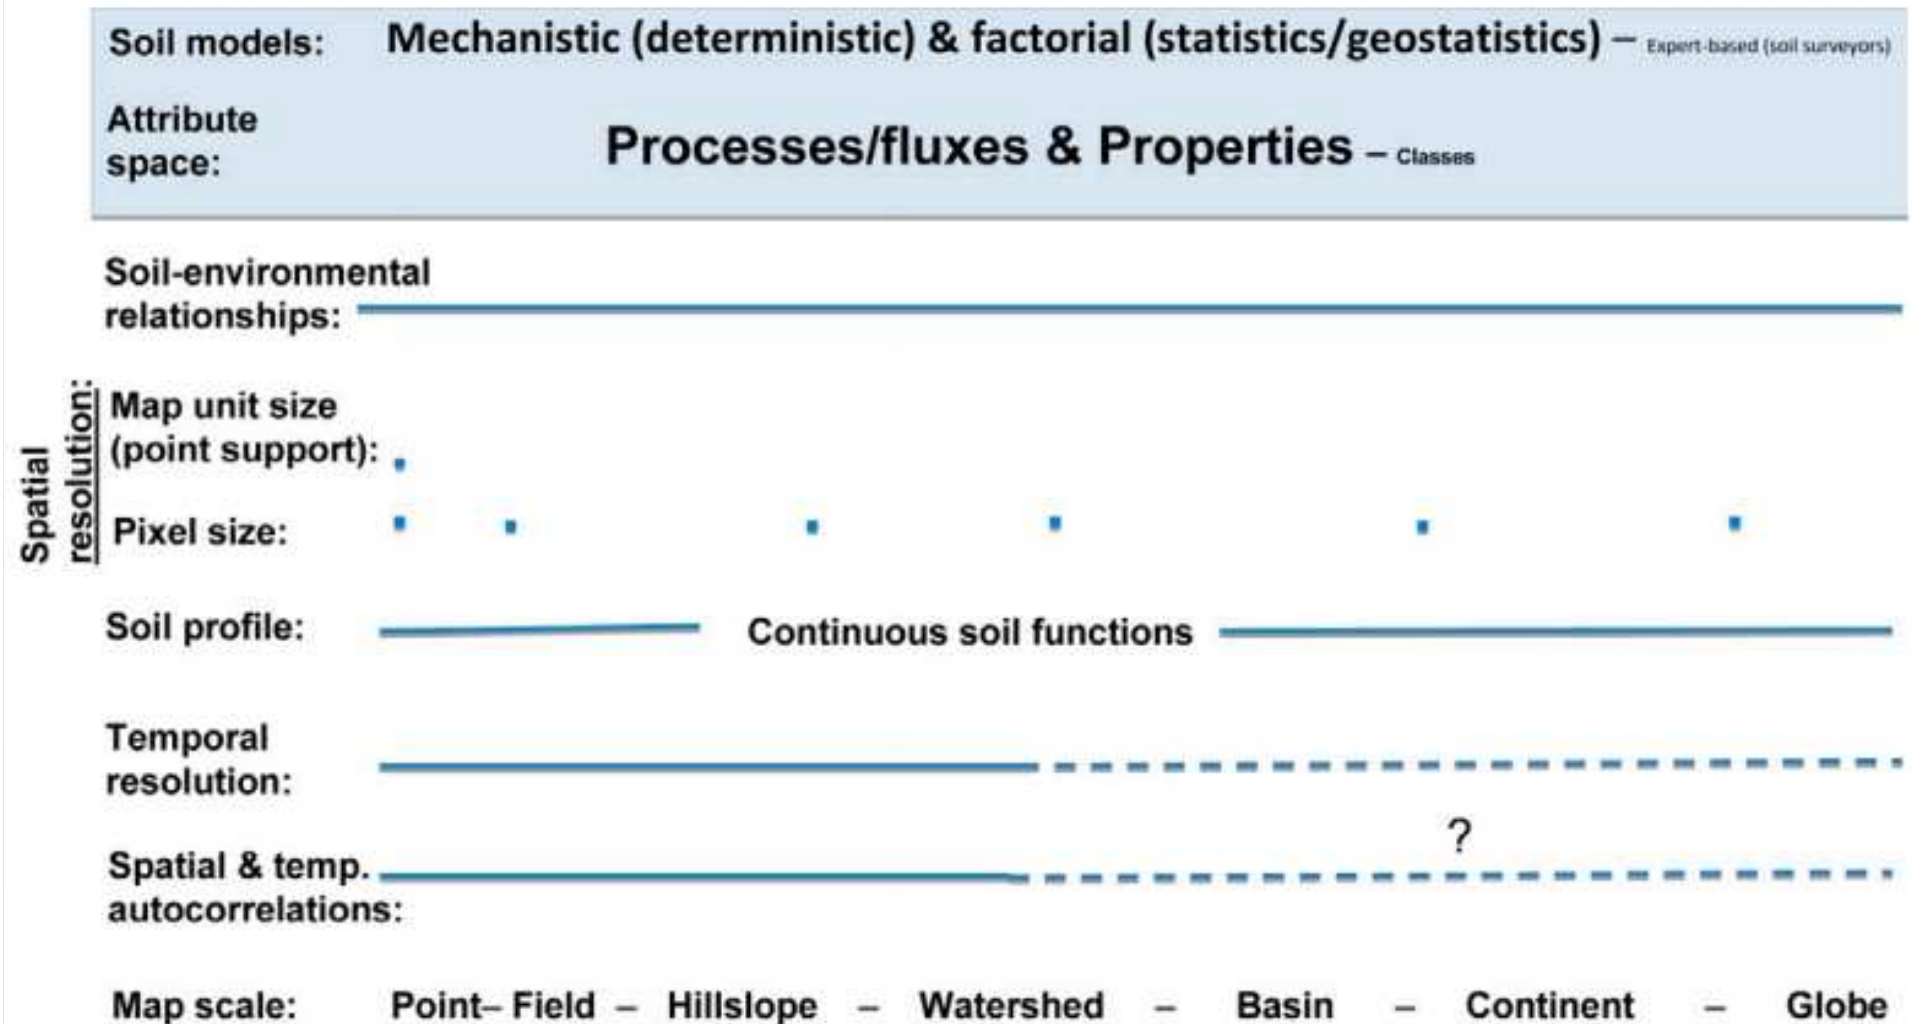 Soil models: Mechanistic (deterministic) & factorial (statistics/geostatistics) – Expert-based (soil surveyors)
Attribute
space: Processes/fluxes & Properties – Classes
Soil-environmental
relationships:
Spatial
resolution:
Map unit size
(point support):
Pixel size:
Soil profile: Continuous soil functions
Temporal
resolution:
?
Spatial & temp.
autocorrelations:
Map scale: Point– Field – Hillslope – Watershed – Basin – Continent – Globe